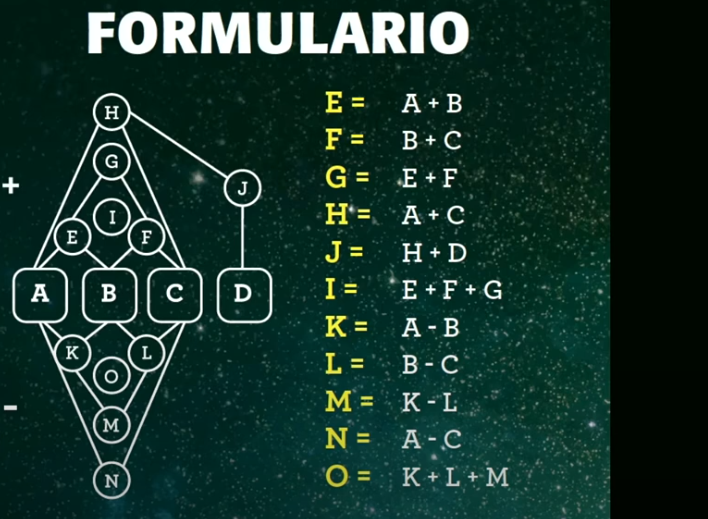 FORMULARIO
H
G
J
I
E
F
A
B
C
D
K
L
O
M
N
+
-
E = A + B
F = B + C
G = E + F
H = A + C
J = H + D
I = E + F + G
K = A - B
L = B - C
M = K - L
N = A - C
O = K + L + M